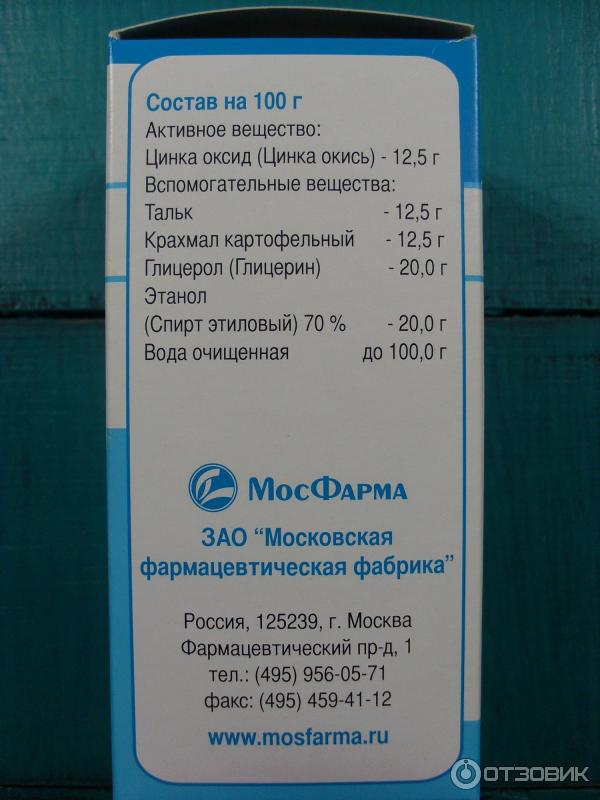 Состав на 100 г
Активное вещество:
Цинка оксид (Цинка окись) - 12,5 г
Вспомогательные вещества:
Тальк - 12,5 г
Крахмал картофельный - 12,5 г
Глицерол (Глицерин) - 20,0 г
Этанол
(Спирт этиловый) 70 % - 20,0 г
Вода очищенная до 100,0 г
МосФарма
ЗАО “Московская
фармацевтическая фабрика”
Россия, 125239, г. Москва
Фармацевтический пр-д, 1
тел.: (495) 956-05-71
факс: (495) 459-41-12
www.mosfarma.ru
ОТЗОВИК